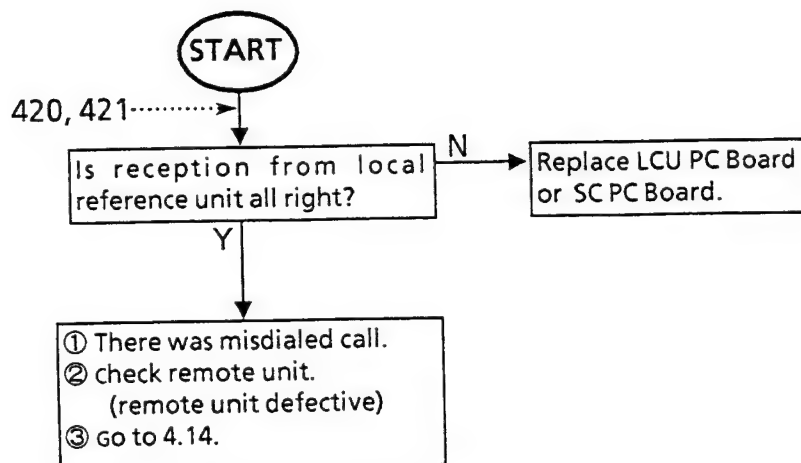 START
420, 421
Is reception from local
reference unit all right?
N
Replace LCU PC Board
or SC PC Board.
Y
① There was misdialed call.
② check remote unit.
(remote unit defective)
③ Go to 4.14.